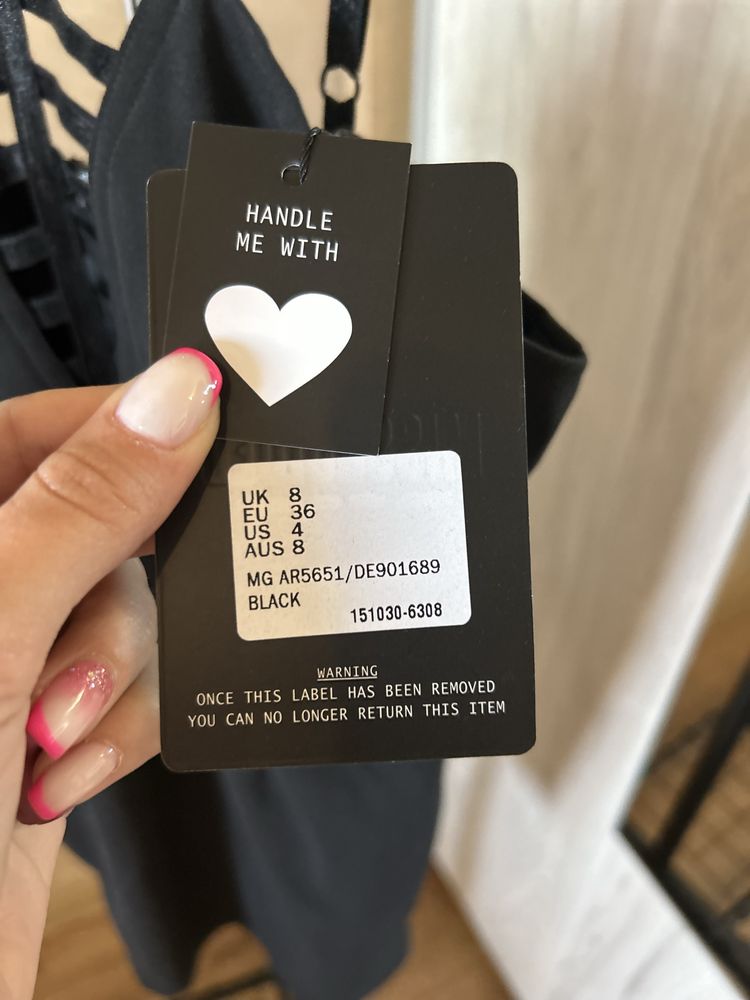 HANDLE
ME WITH
UK 8
EU 36
US 4
AUS 8
MG AR5651/DE901689
BLACK
151030-6308
WARNING
ONCE THIS LABEL HAS BEEN REMOVED
YOU CAN NO LONGER RETURN THIS ITEM